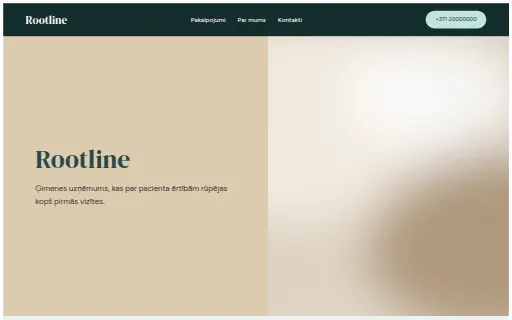 Rootline
Pakalpojumi
Par mums
Kontakti
+371 20000000
Rootline
Ģimenes uzņēmums, kas par pacienta ērtībām rūpējas
kopš pirmās vizītes.